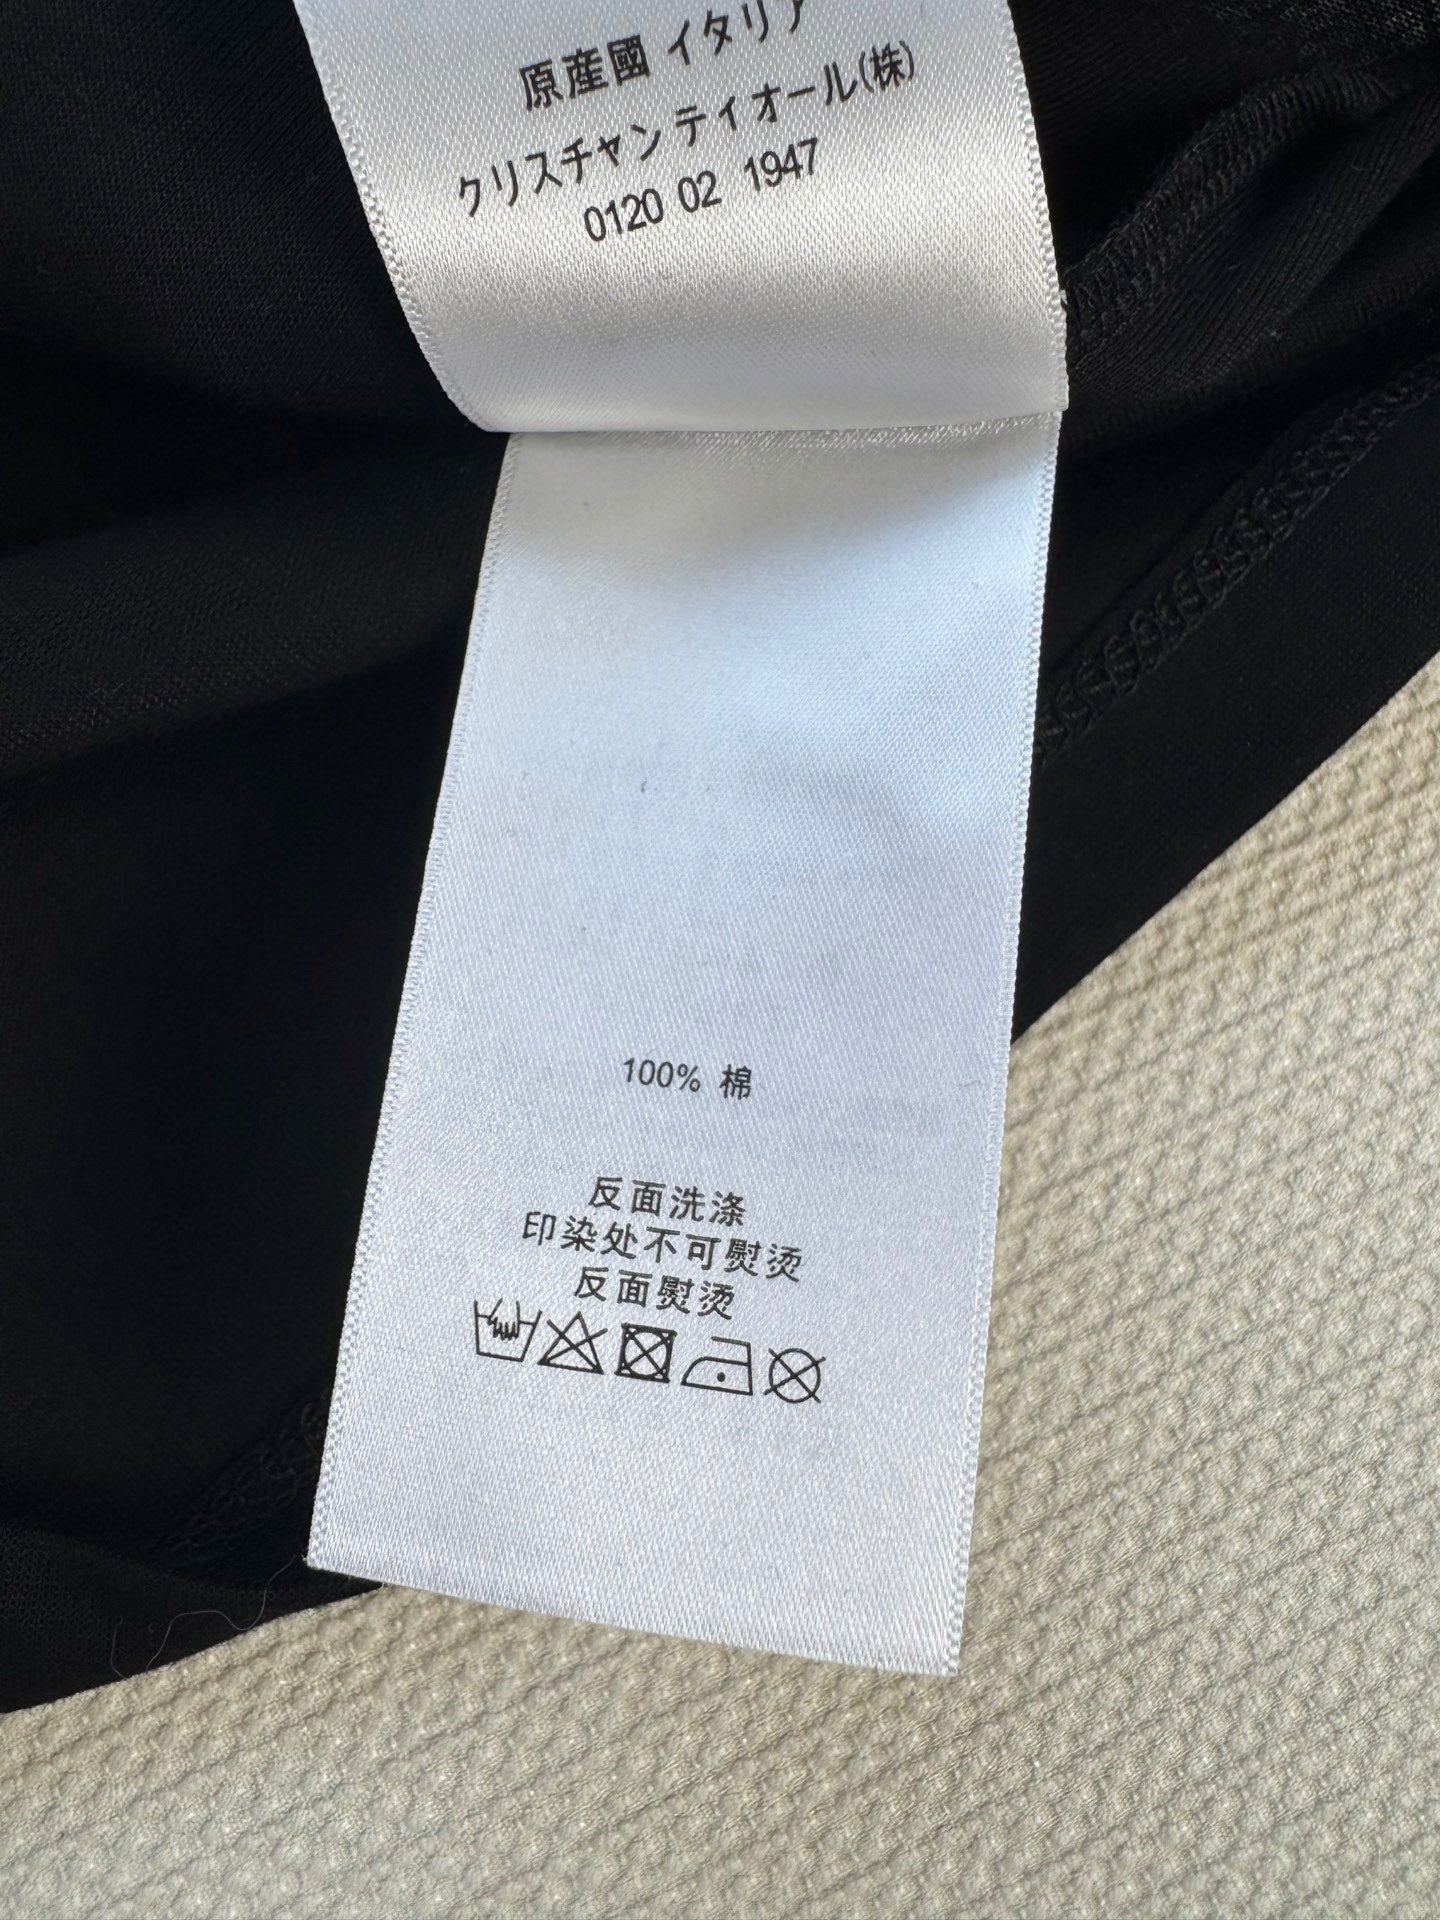 原産國 イタリア
クリスチャン ティオール(株)
0120 02 1947
100% 棉
反面洗涤
印染处不可熨烫
反面熨烫